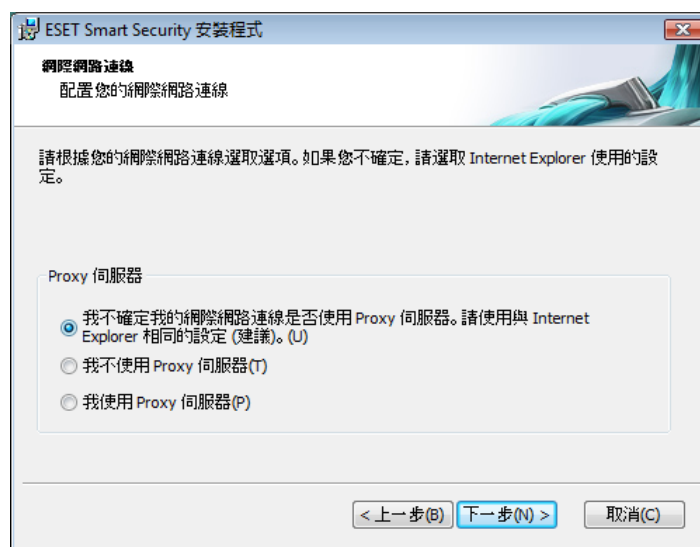 ESET Smart Security 安裝程式
網際網路連線
配置您的網際網路連線
請根據您的網際網路連線選取選項。如果您不確定, 請選取 Internet Explorer 使用的設
定。
Proxy 伺服器
我不確定我的網際網路連線是否使用 Proxy 伺服器。請使用與 Internet
Explorer 相同的設定 (建議)。(U)
我不使用 Proxy 伺服器(T)
我使用 Proxy 伺服器(P)
< 上一步(B)
下一步(N) >
取消(C)